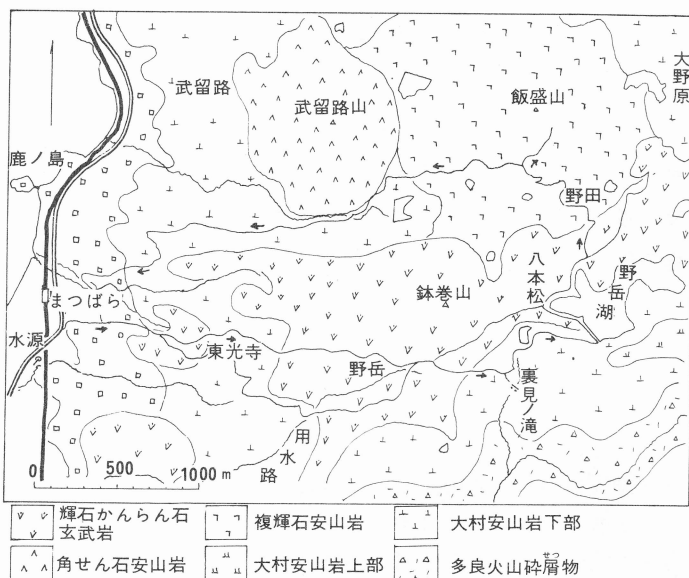 武留路
武留路山
飯盛山
大野原
鹿ノ島
野田
八本松
野岳湖
鉢巻山
まつばら
水源
東光寺
野岳
裏見ノ滝
用水路
0 500 1000 m
輝石かんらん石
玄武岩
複輝石安山岩
大村安山岩下部
角せん石安山岩
大村安山岩上部
せつ
多良火山砕屑物